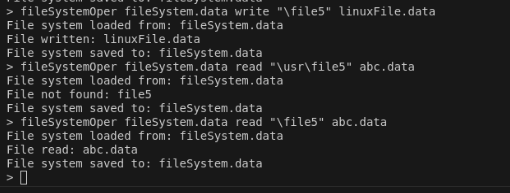 > fileSystemOper fileSystem.data write "\file5" linuxFile.data
File system loaded from: fileSystem.data
File written: linuxFile.data
File system saved to: fileSystem.data
> fileSystemOper fileSystem.data read "\usr\file5" abc.data
File system loaded from: fileSystem.data
File not found: file5
File system saved to: fileSystem.data
> fileSystemOper fileSystem.data read "\file5" abc.data
File system loaded from: fileSystem.data
File read: abc.data
File system saved to: fileSystem.data
>